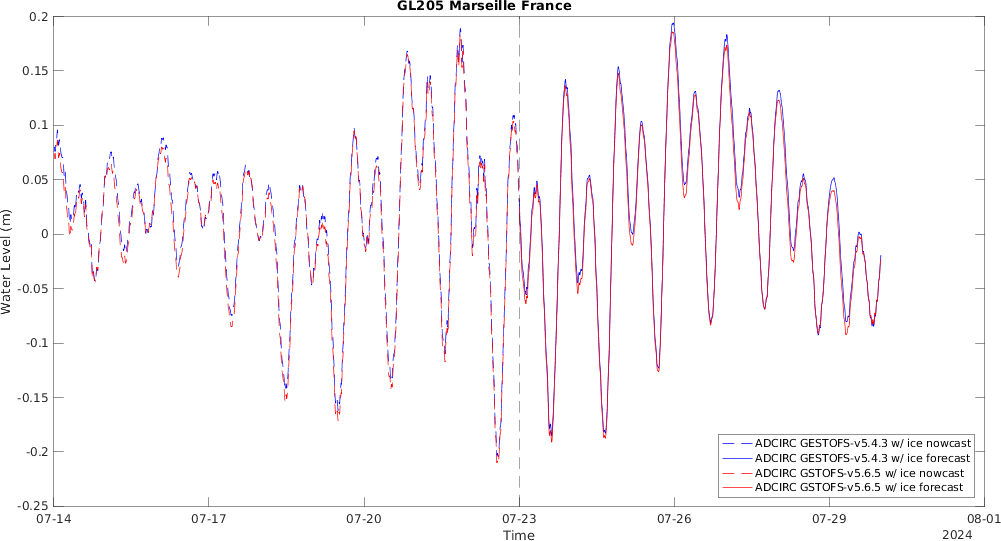 GL205 Marseille France
0.2
0.15
0.1
0.05
0
-0.05
-0.1
-0.15
-0.2
-0.25
Water Level (m)
07-14
07-17
07-20
07-23
07-26
07-29
08-01
Time
2024
ADCIRC GESTOFS-v5.4.3 w/ ice nowcast
ADCIRC GESTOFS-v5.4.3 w/ ice forecast
ADCIRC GSTOFS-v5.6.5 w/ ice nowcast
ADCIRC GSTOFS-v5.6.5 w/ ice forecast